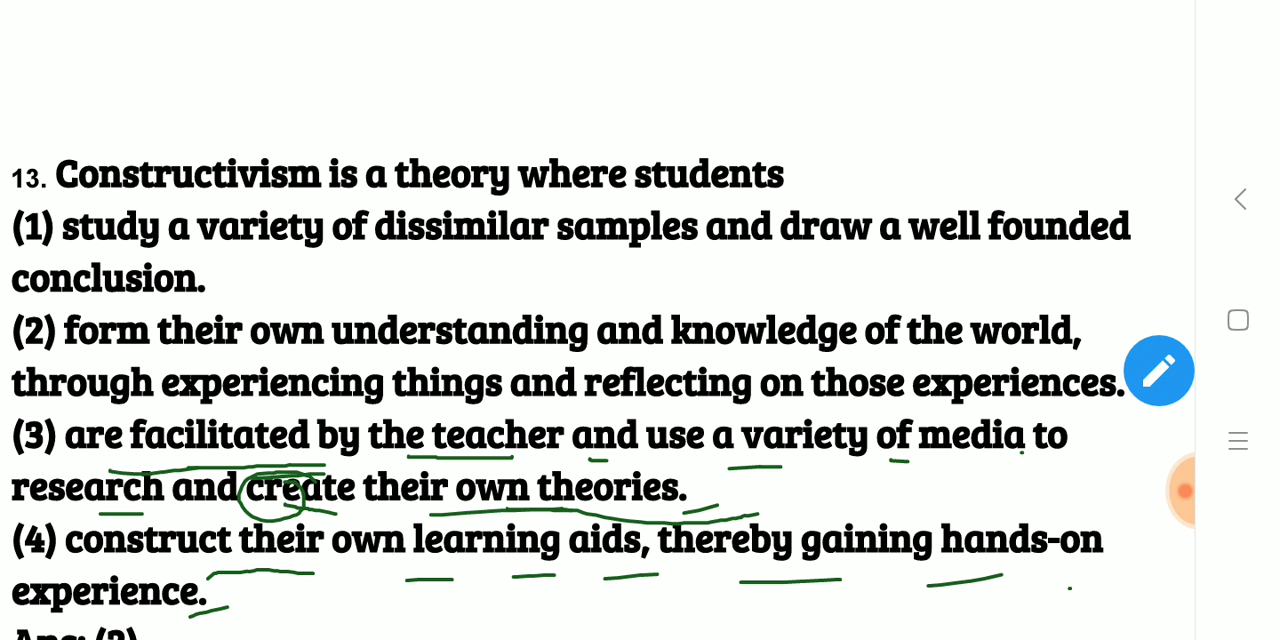 13. Constructivism is a theory where students
(1) study a variety of dissimilar samples and draw a well founded
conclusion.
(2) form their own understanding and knowledge of the world,
through experiencing things and reflecting on those experiences.
(3) are facilitated by the teacher and use a variety of media to
research and create their own theories.
(4) construct their own learning aids, thereby gaining hands-on
experience.